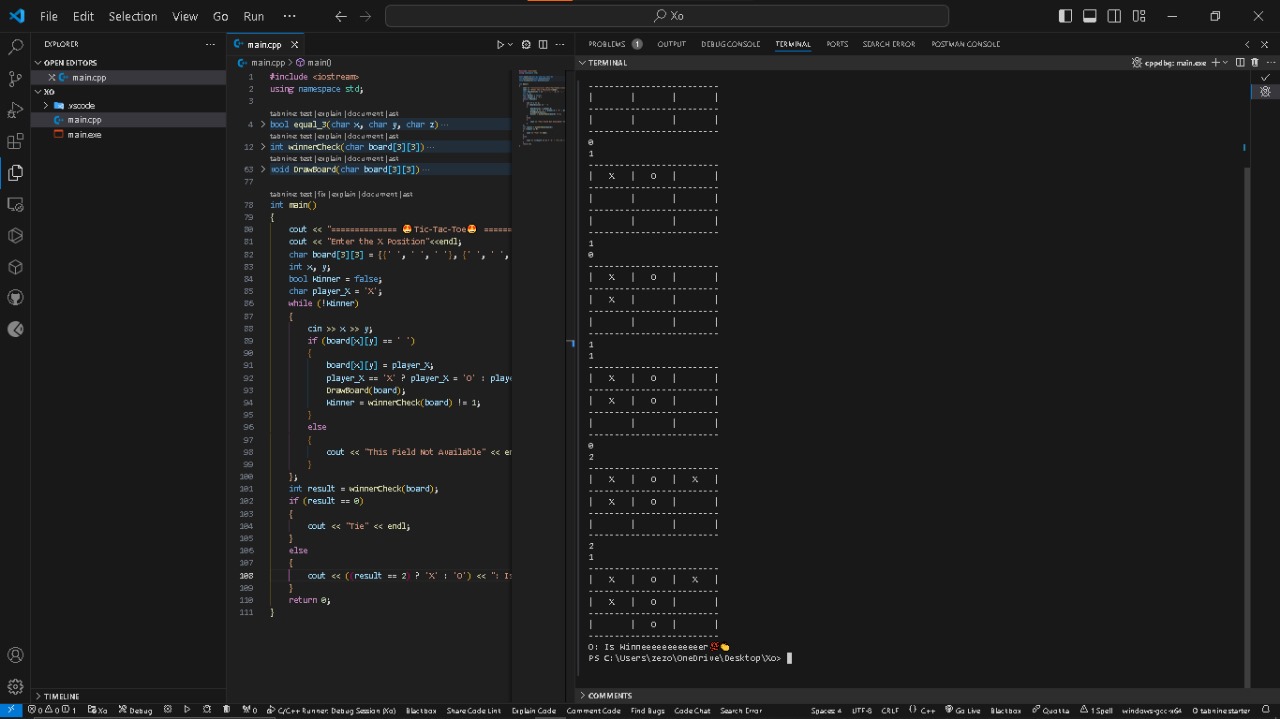 File Edit Selection View Go Run ··· Xo
EXPLORER ···
OPEN EDITORS
main.cpp
XO
.vscode
main.cpp
main.exe
TIMELINE
main.cpp
main.cpp > main()
1 #include <iostream>
2 using namespace std;
3
tabnine: test | explain | document | ask
4 bool equal_3(char x, char y, char z) ···
tabnine: test | explain | document | ask
12 int winnerCheck(char board[3][3]) ···
tabnine: test | explain | document | ask
63 void DrawBoard(char board[3][3]) ···
77
tabnine: test | fix | explain | document | ask
78 int main()
79 {
80 cout << "============== 🤩Tic-Tac-Toe🤩 ======
81 cout << "Enter the X Position"<<endl;
82 char board[3][3] = {{' ', ' ', ' '}, {' ', ' ',
83 int x, y;
84 bool Winner = false;
85 char player_X = 'X';
86 while (!Winner)
87 {
88 cin >> x >> y;
89 if (board[x][y] == ' ')
90 {
91 board[x][y] = player_X;
92 player_X == 'X' ? player_X = 'O' : playe
93 DrawBoard(board);
94 Winner = winnerCheck(board) != 1;
95 }
96 else
97 {
98 cout << "This Field Not Available" << en
99 }
100 };
101 int result = winnerCheck(board);
102 if (result == 0)
103 {
104 cout << "Tie" << endl;
105 }
106 else
107 {
108 cout << ((result == 2) ? 'X' : 'O') << ": Is
109 }
110 return 0;
111 }
PROBLEMS 1 OUTPUT DEBUG CONSOLE TERMINAL PORTS SEARCH ERROR POSTMAN CONSOLE
TERMINAL cppdbg: main.exe
-----------------------
| | | |
-----------------------
| | | |
-----------------------
0
1
-----------------------
| X | O | |
-----------------------
| | | |
-----------------------
| | | |
-----------------------
1
0
-----------------------
| X | O | |
-----------------------
| X | | |
-----------------------
| | | |
-----------------------
1
1
-----------------------
| X | O | |
-----------------------
| X | O | |
-----------------------
| | | |
-----------------------
0
2
-----------------------
| X | O | X |
-----------------------
| X | O | |
-----------------------
| | | |
-----------------------
2
1
-----------------------
| X | O | X |
-----------------------
| X | O | |
-----------------------
| | O | |
-----------------------
O: Is Winneeeeeeeeeeeer💯👏
PS C:\Users\zezo\OneDrive\Desktop\Xo>
COMMENTS
0 0 1 Xo Debug 0 C/C++ Runner: Debug Session (Xo) Blackbox Share Code Link Explain Code Comment Code Find Bugs Code Chat Search Error Spaces: 4 UTF-8 CRLF {} C++ Go Live Blackbox Quokka 1 Spell windows-gcc-x64 tabnine starter